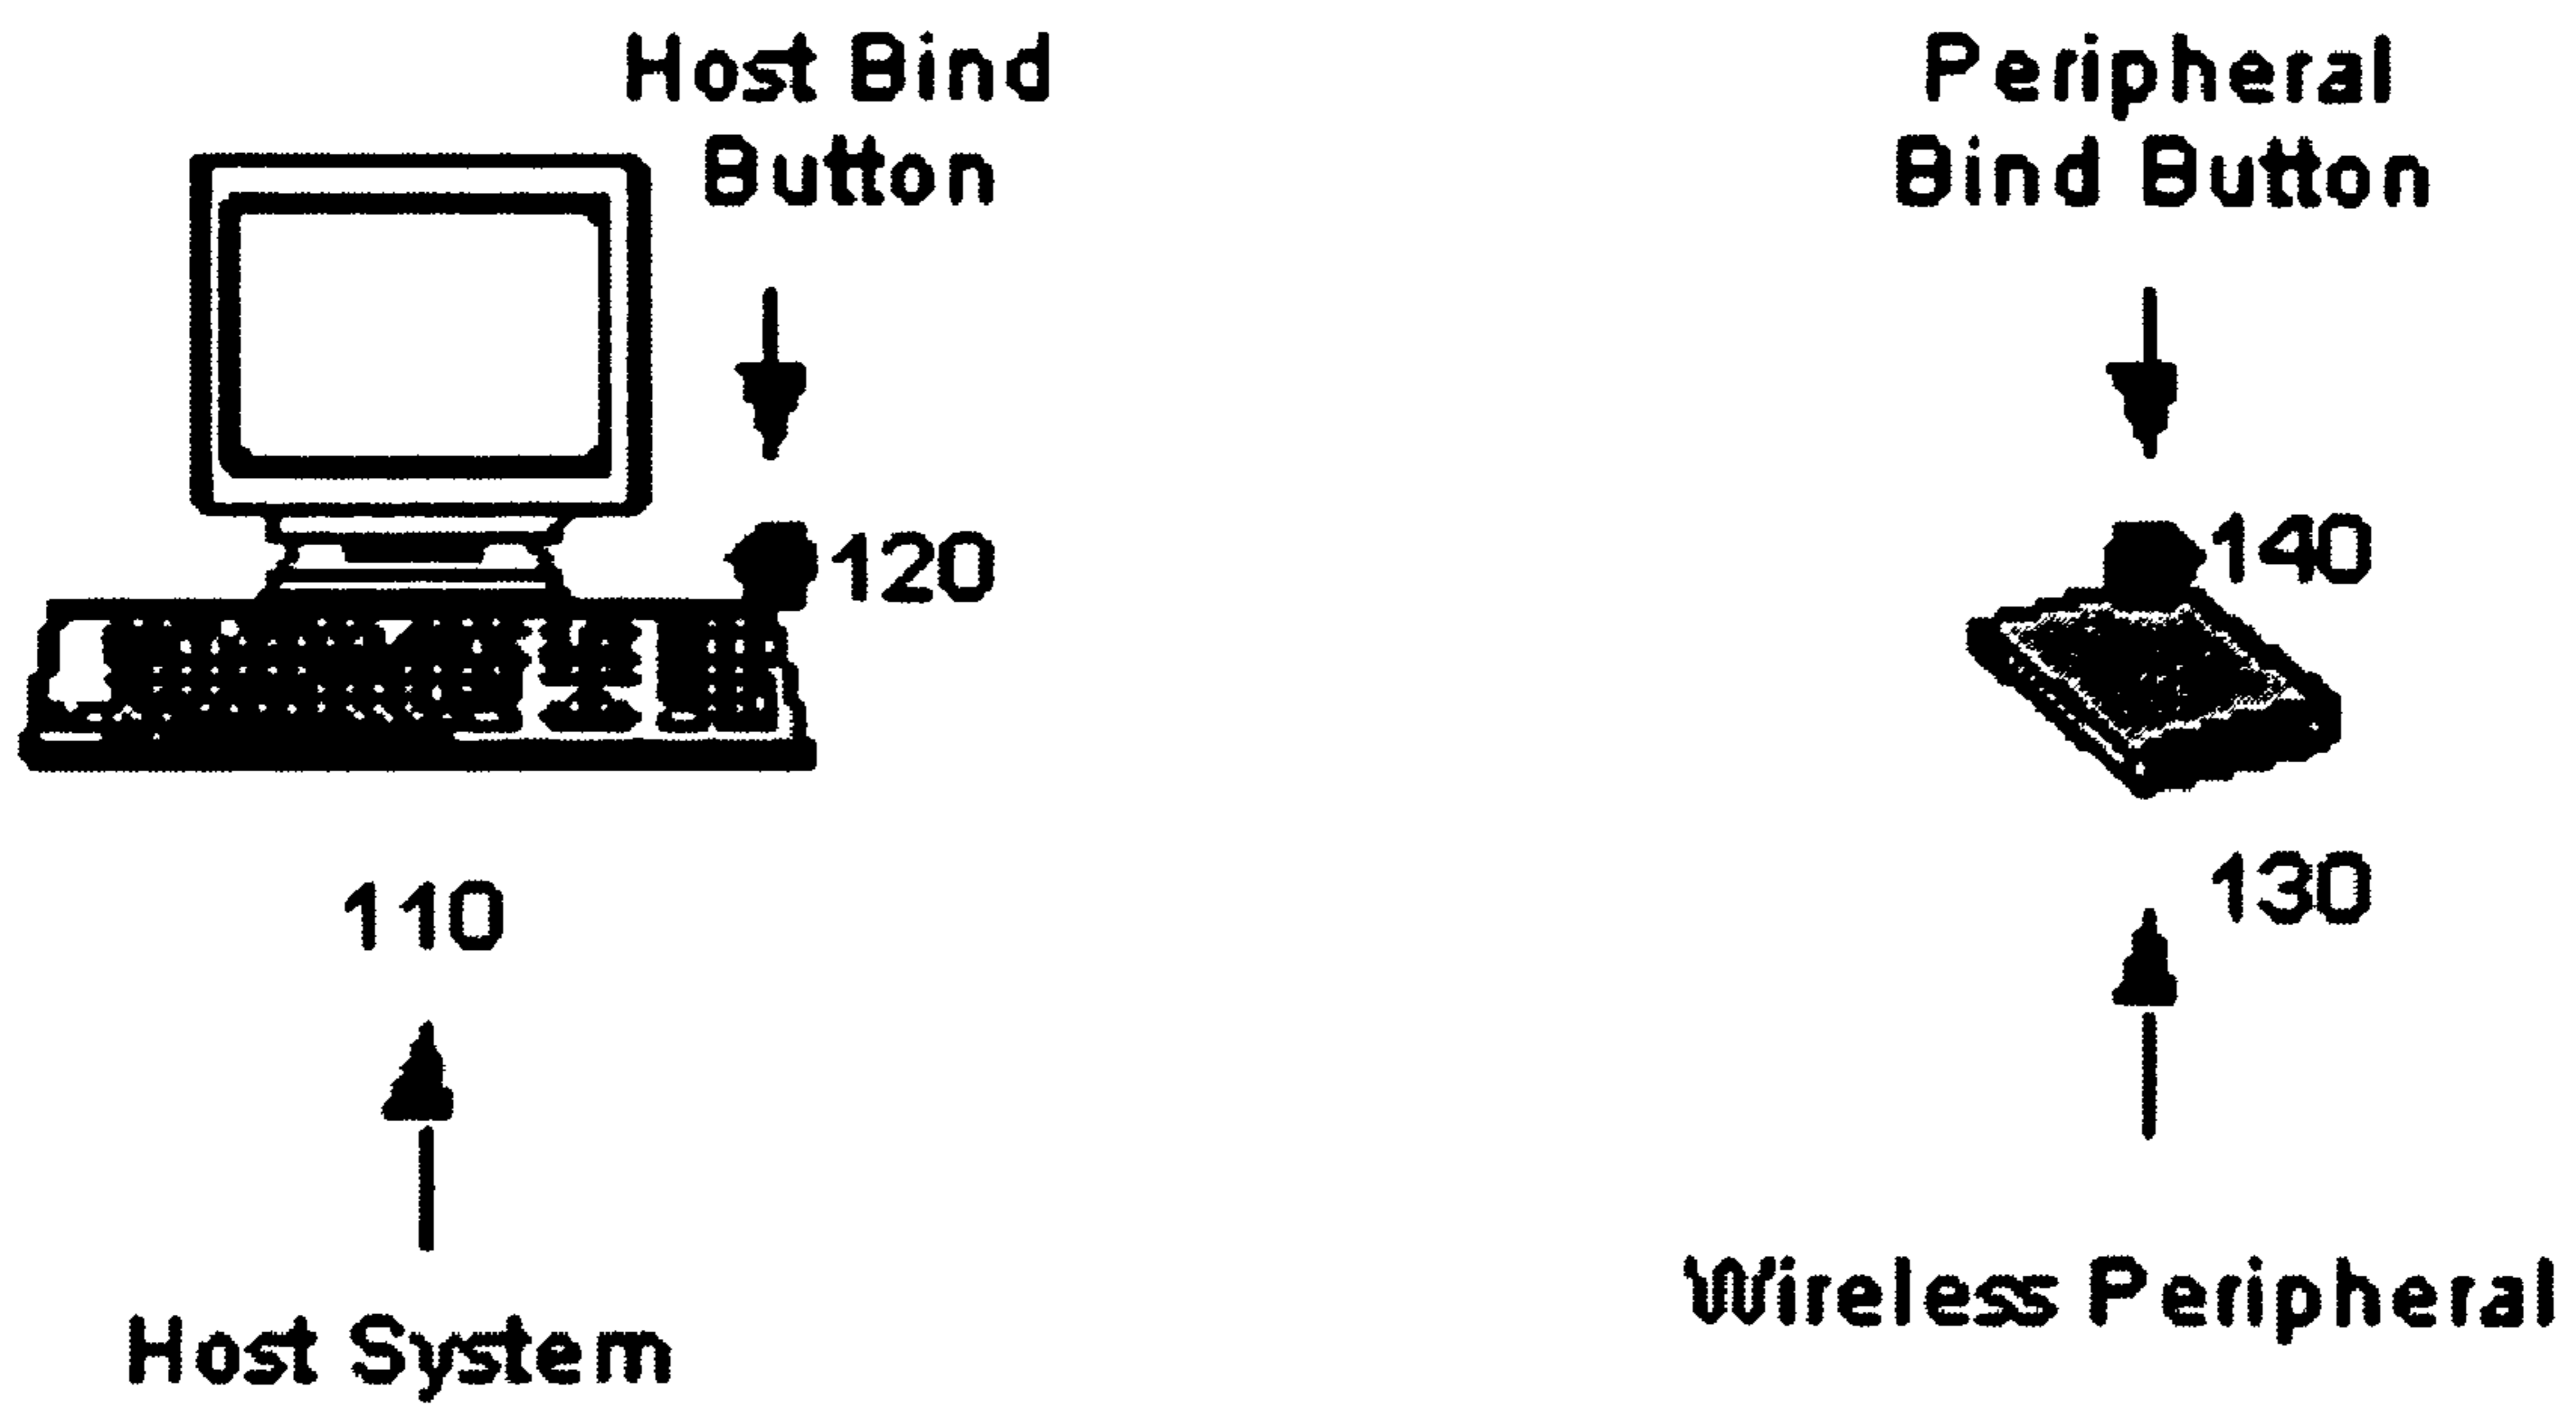 Host Bind
Button
Peripheral
Bind Button
120
140
110
130
Host System
Wireless Peripheral